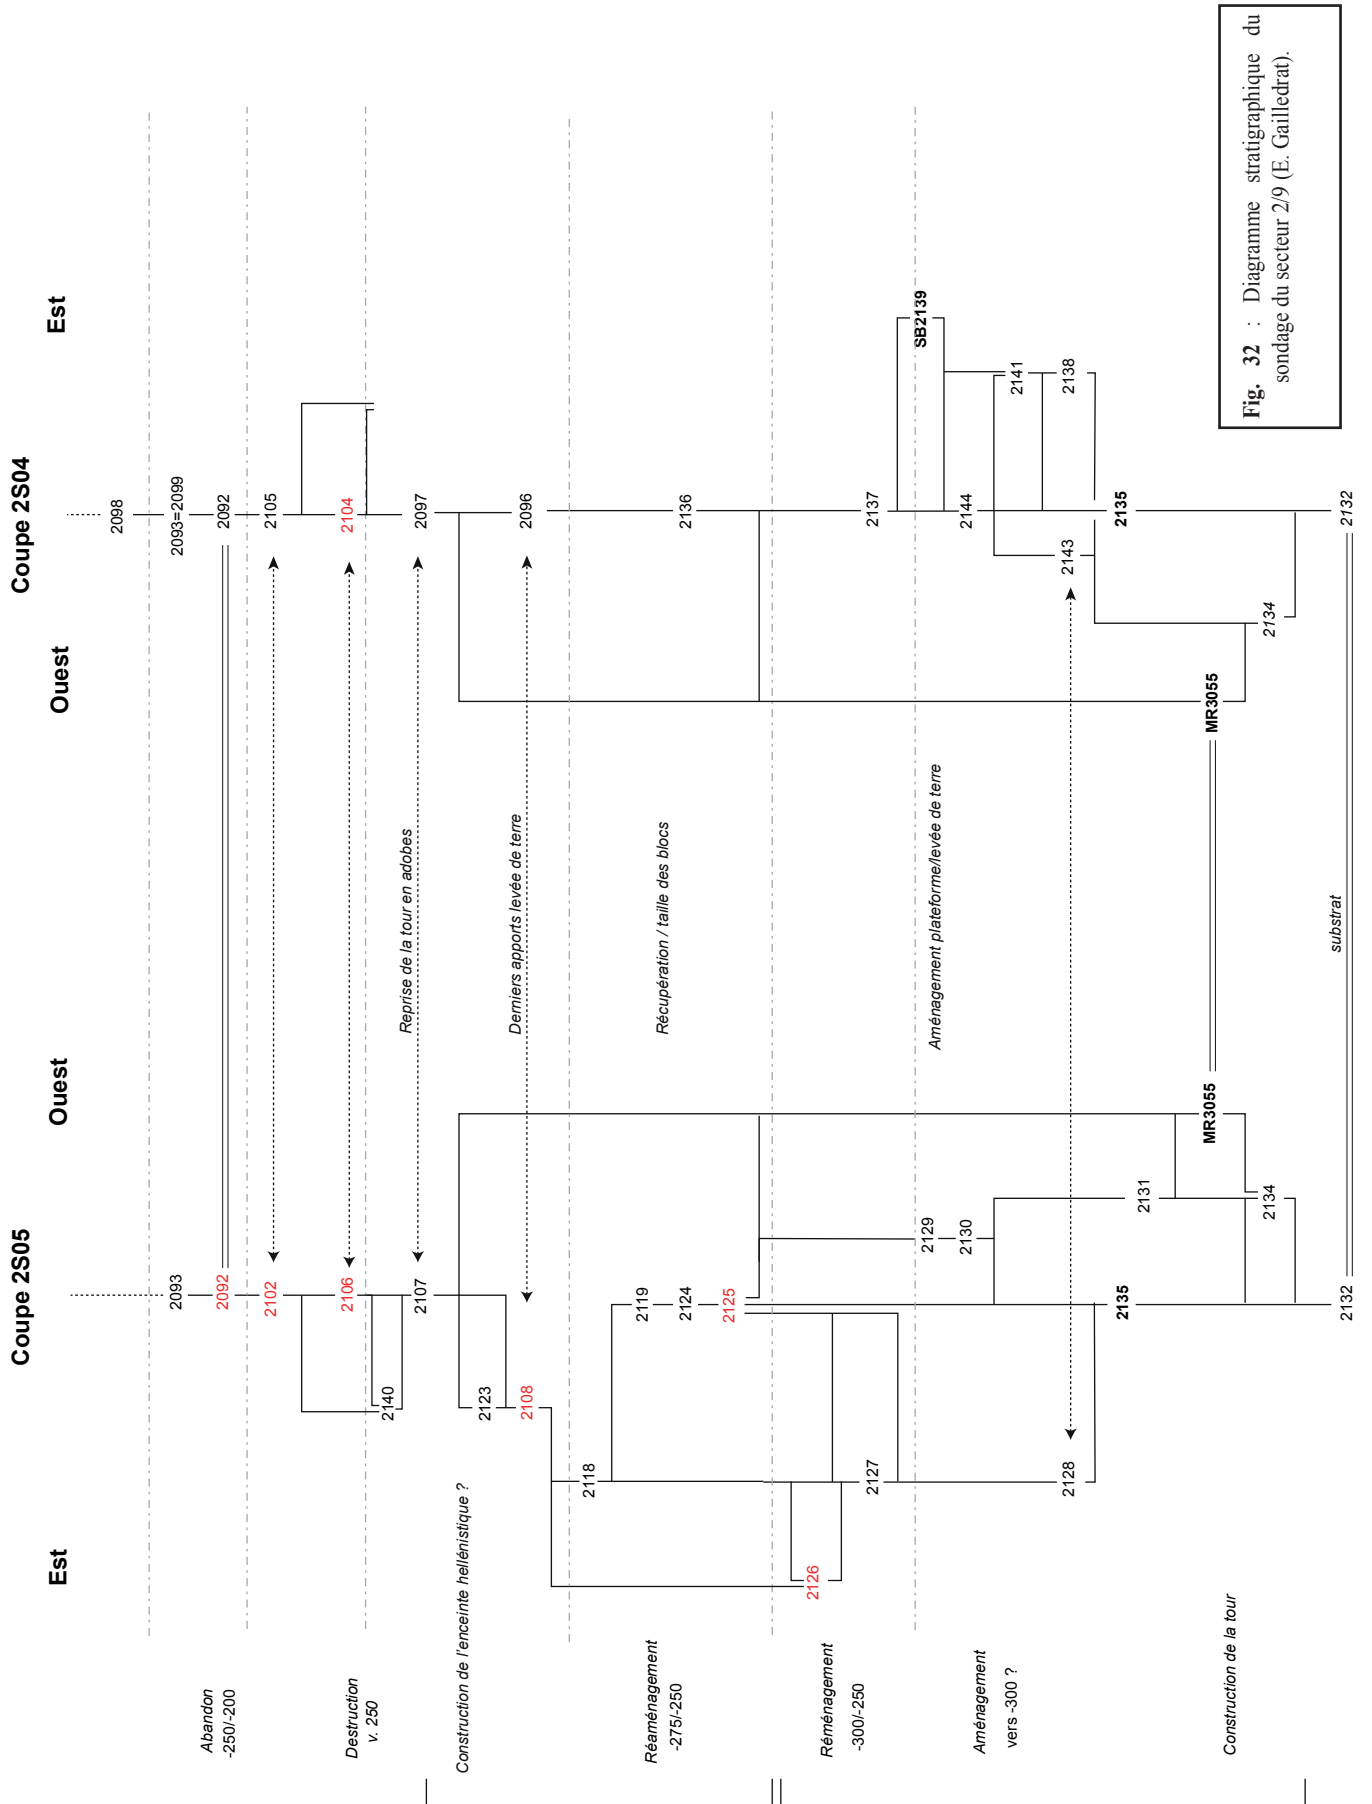 Coupe 2S05
Coupe 2S04
Est
Ouest
Ouest
Est
2098
2093
2093=2099
Abandon
-250/-200
2092
2092
2102
2105
Destruction
v. 250
2106
2104
2140
2107
Reprise de la tour en adobes
2097
Construction de l'enceinte hellénistique ?
2123
2108
Derniers apports levée de terre
2096
2118
Réaménagement
-275/-250
2119
2124
2125
Récupération / taille des blocs
2136
2126
Réménagement
-300/-250
2127
2137
SB2139
Aménagement
vers -300 ?
2129
2130
Aménagement plateforme/levée de terre
2144
2141
2128
2143
2138
2135
2131
2135
Construction de la tour
MR3055
MR3055
2134
2134
2132
substrat
2132
Fig. 32 : Diagramme stratigraphique du
sondage du secteur 2/9 (E. Gailledrat).